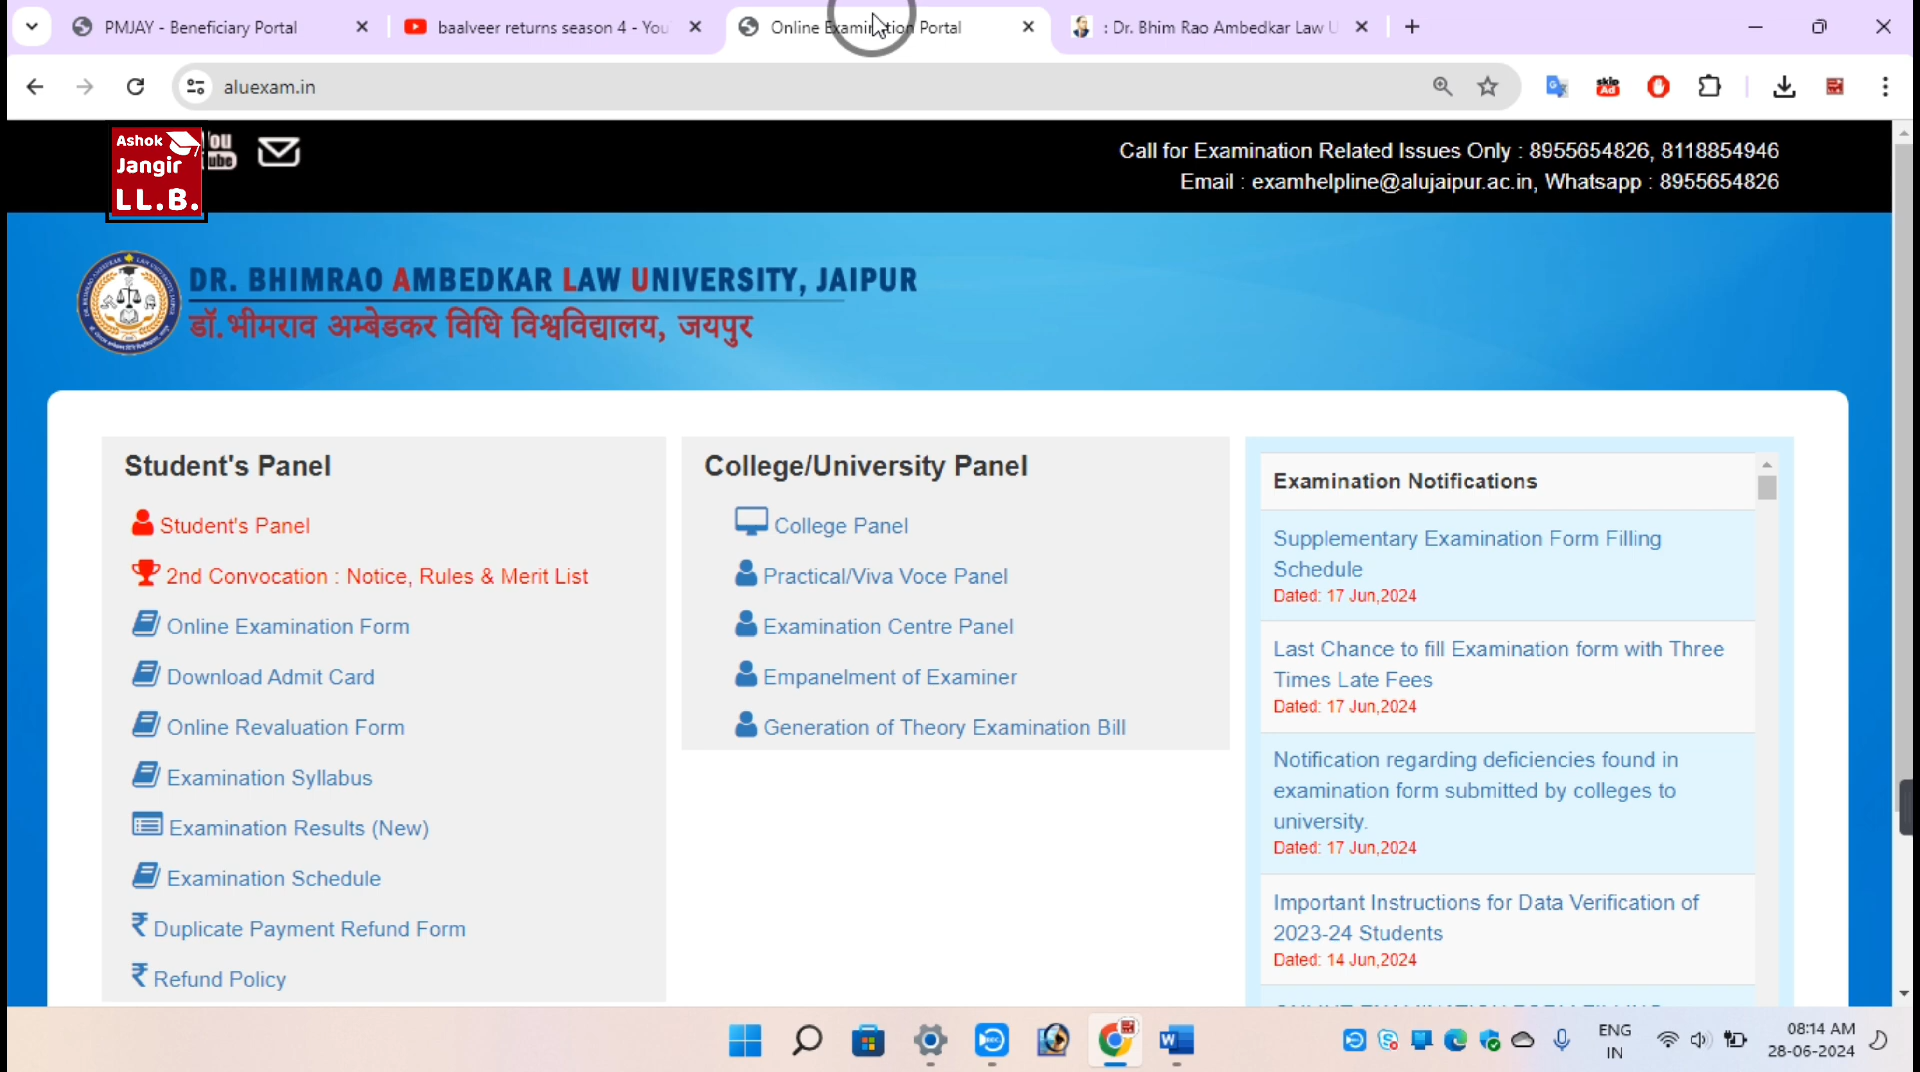 PMJAY - Beneficiary Portal
baalveer returns season 4 - You
Online Examination Portal
: Dr. Bhim Rao Ambedkar Law U
aluexam.in
Ashok
Jangir
LL.B.
You
Tube
Call for Examination Related Issues Only : 8955654826, 8118854946
Email : examhelpline@alujaipur.ac.in, Whatsapp : 8955654826
DR. BHIMRAO AMBEDKAR LAW UNIVERSITY, JAIPUR
डॉ. भीमराव अम्बेडकर विधि विश्वविद्यालय, जयपुर
Student's Panel
Student's Panel
2nd Convocation : Notice, Rules & Merit List
Online Examination Form
Download Admit Card
Online Revaluation Form
Examination Syllabus
Examination Results (New)
Examination Schedule
Duplicate Payment Refund Form
Refund Policy
College/University Panel
College Panel
Practical/Viva Voce Panel
Examination Centre Panel
Empanelment of Examiner
Generation of Theory Examination Bill
Examination Notifications
Supplementary Examination Form Filling
Schedule
Dated: 17 Jun,2024
Last Chance to fill Examination form with Three
Times Late Fees
Dated: 17 Jun,2024
Notification regarding deficiencies found in
examination form submitted by colleges to
university.
Dated: 17 Jun,2024
Important Instructions for Data Verification of
2023-24 Students
Dated: 14 Jun,2024
ENG
IN
08:14 AM
28-06-2024